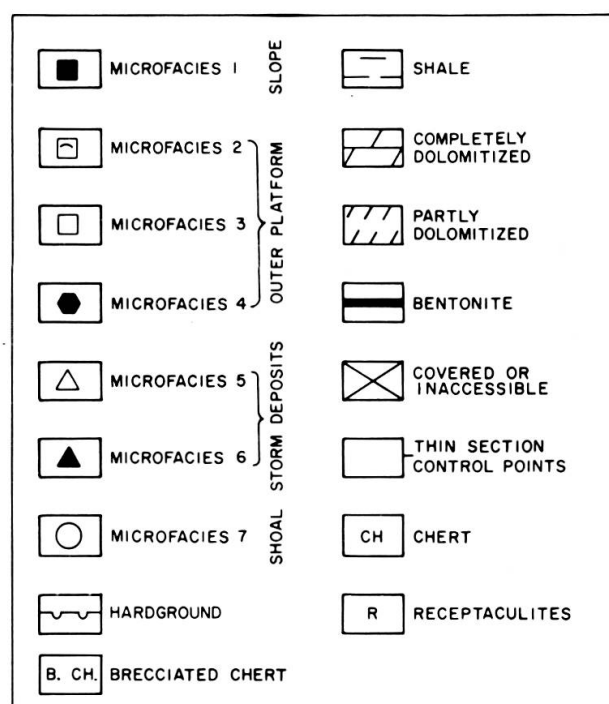 MICROFACIES 1
SLOPE
MICROFACIES 2
MICROFACIES 3
MICROFACIES 4
OUTER PLATFORM
MICROFACIES 5
MICROFACIES 6
STORM DEPOSITS
MICROFACIES 7
SHOAL
HARDGROUND
B. CH. BRECCIATED CHERT
SHALE
COMPLETELY
DOLOMITIZED
PARTLY
DOLOMITIZED
BENTONITE
COVERED OR
INACCESSIBLE
THIN SECTION
CONTROL POINTS
CH CHERT
R RECEPTACULITES